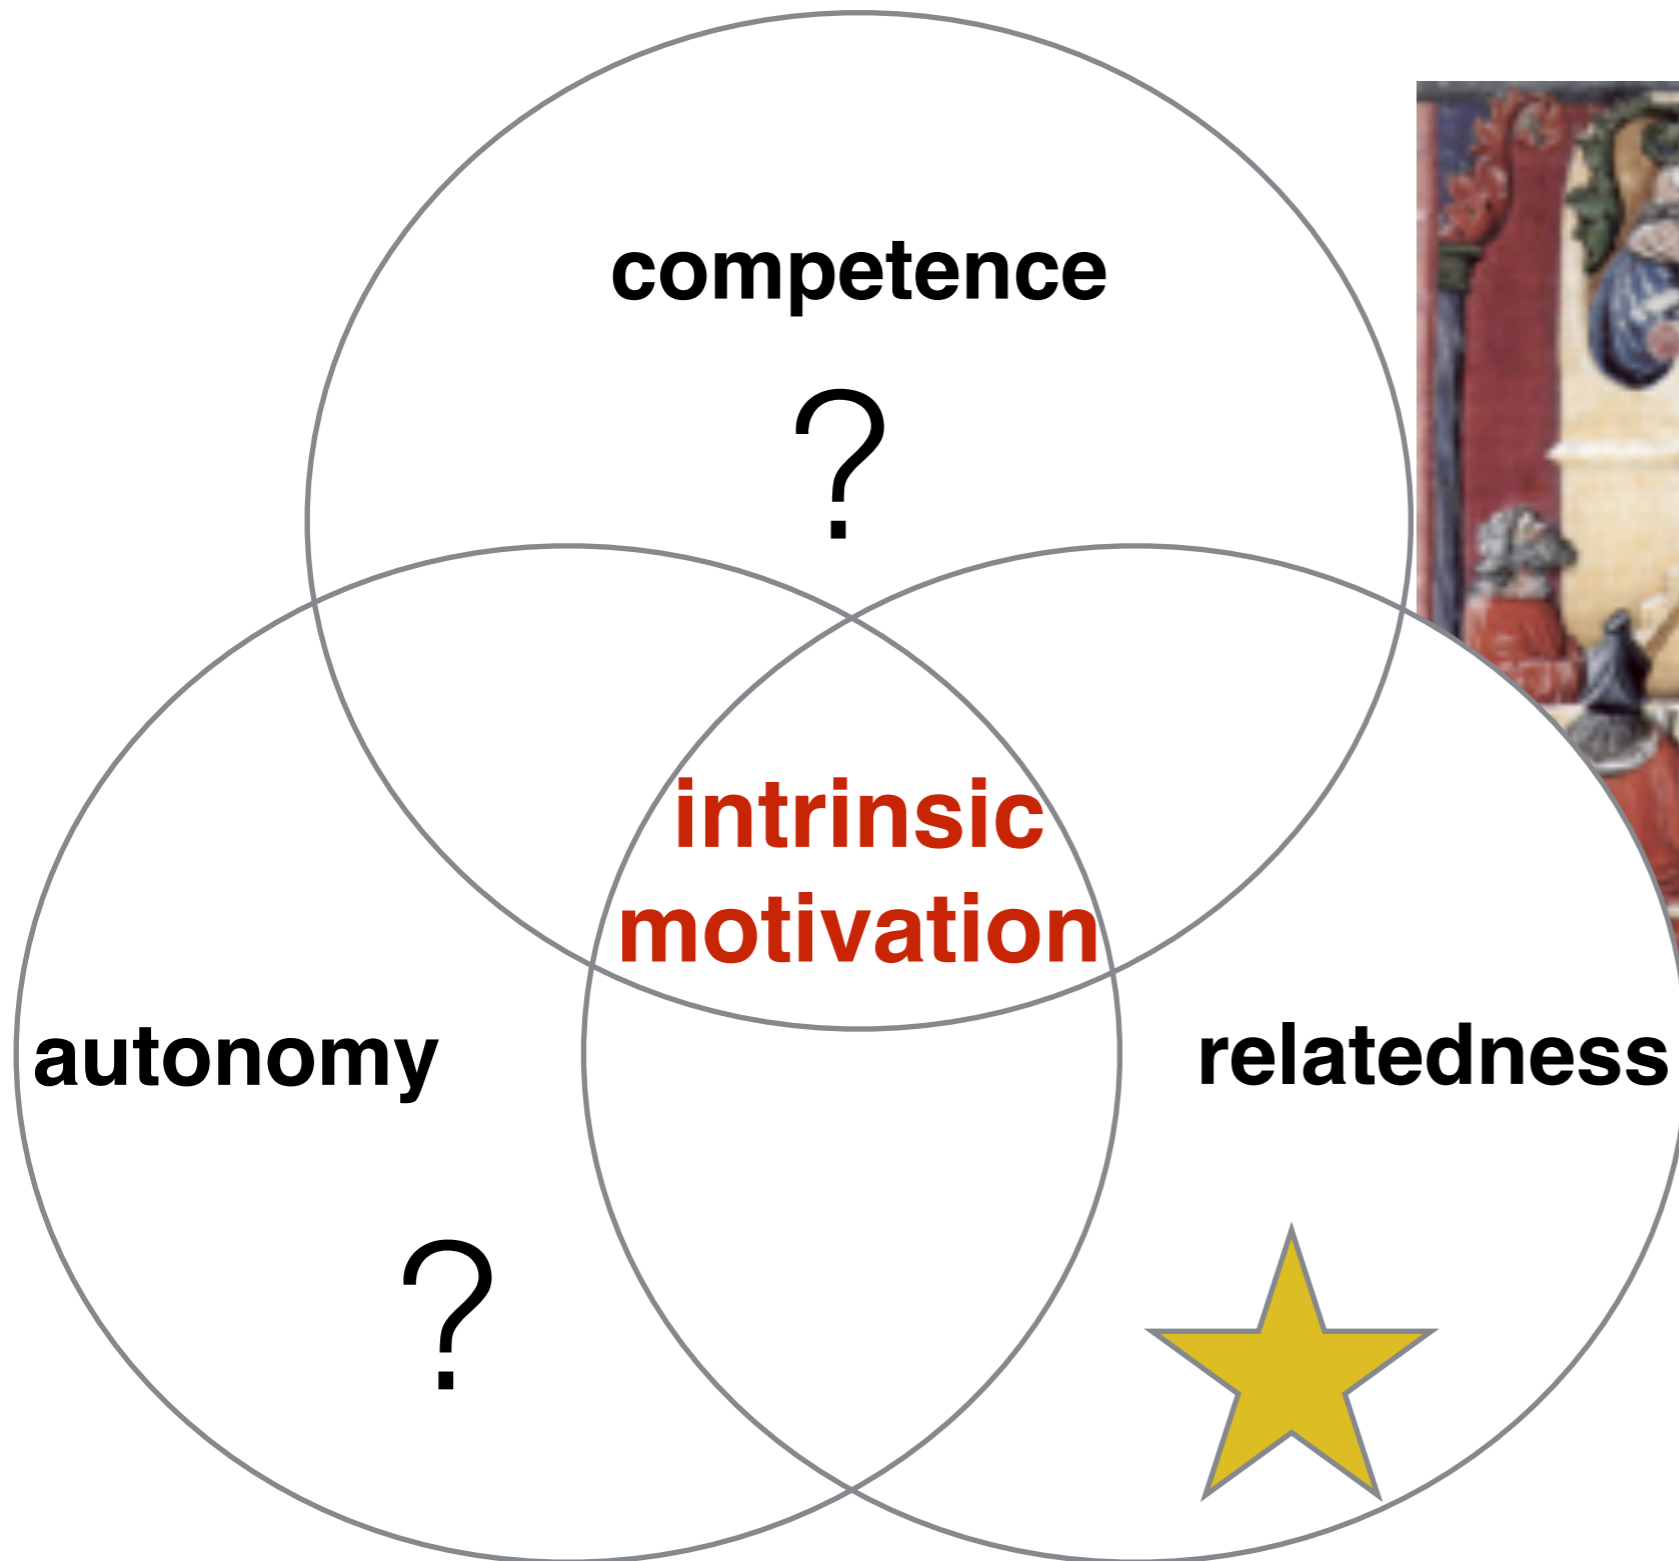 competence
?
intrinsic
motivation
autonomy
relatedness
?